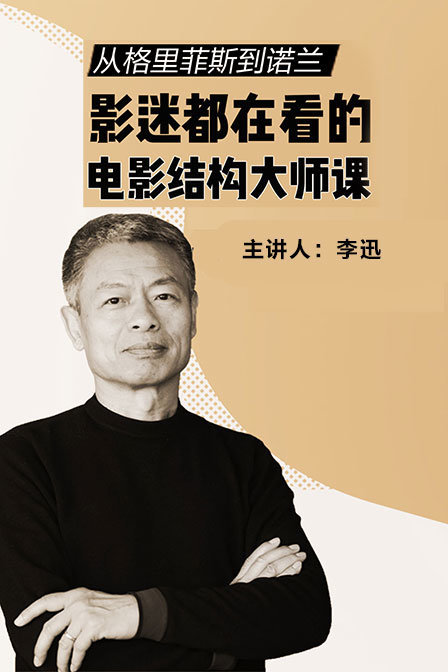 从格里菲斯到诺兰
影迷都在看的
电影结构大师课
主讲人：李迅